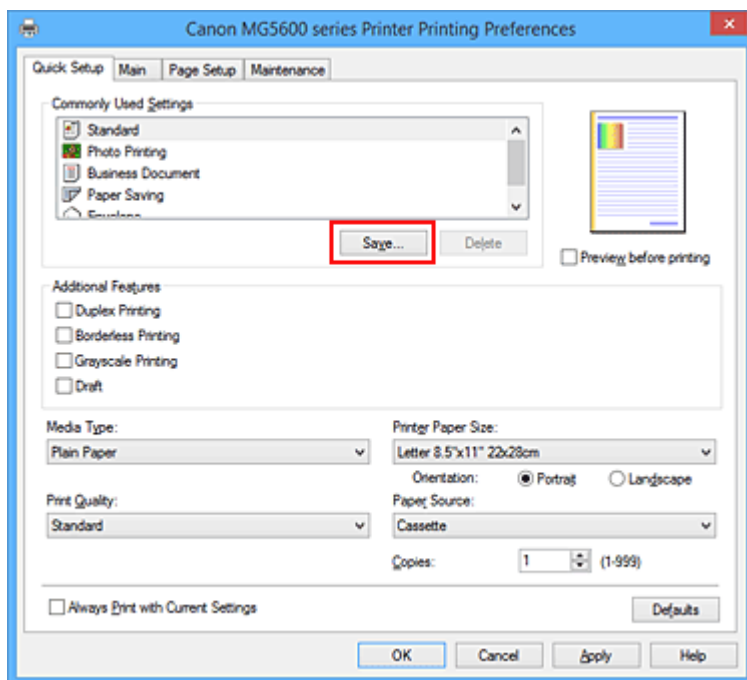 Canon MG5600 series Printer Printing Preferences
Quick Setup Main Page Setup Maintenance
Commonly Used Settings
Standard
Photo Printing
Business Document
Paper Saving
Envelope
Save... Delete
Preview before printing
Additional Features
Duplex Printing
Borderless Printing
Grayscale Printing
Draft
Media Type: Printer Paper Size:
Plain Paper Letter 8.5"x11" 22x28cm
Orientation: Portrait Landscape
Print Quality: Paper Source:
Standard Cassette
Copies: 1 (1-999)
Always Print with Current Settings Defaults
OK Cancel Apply Help